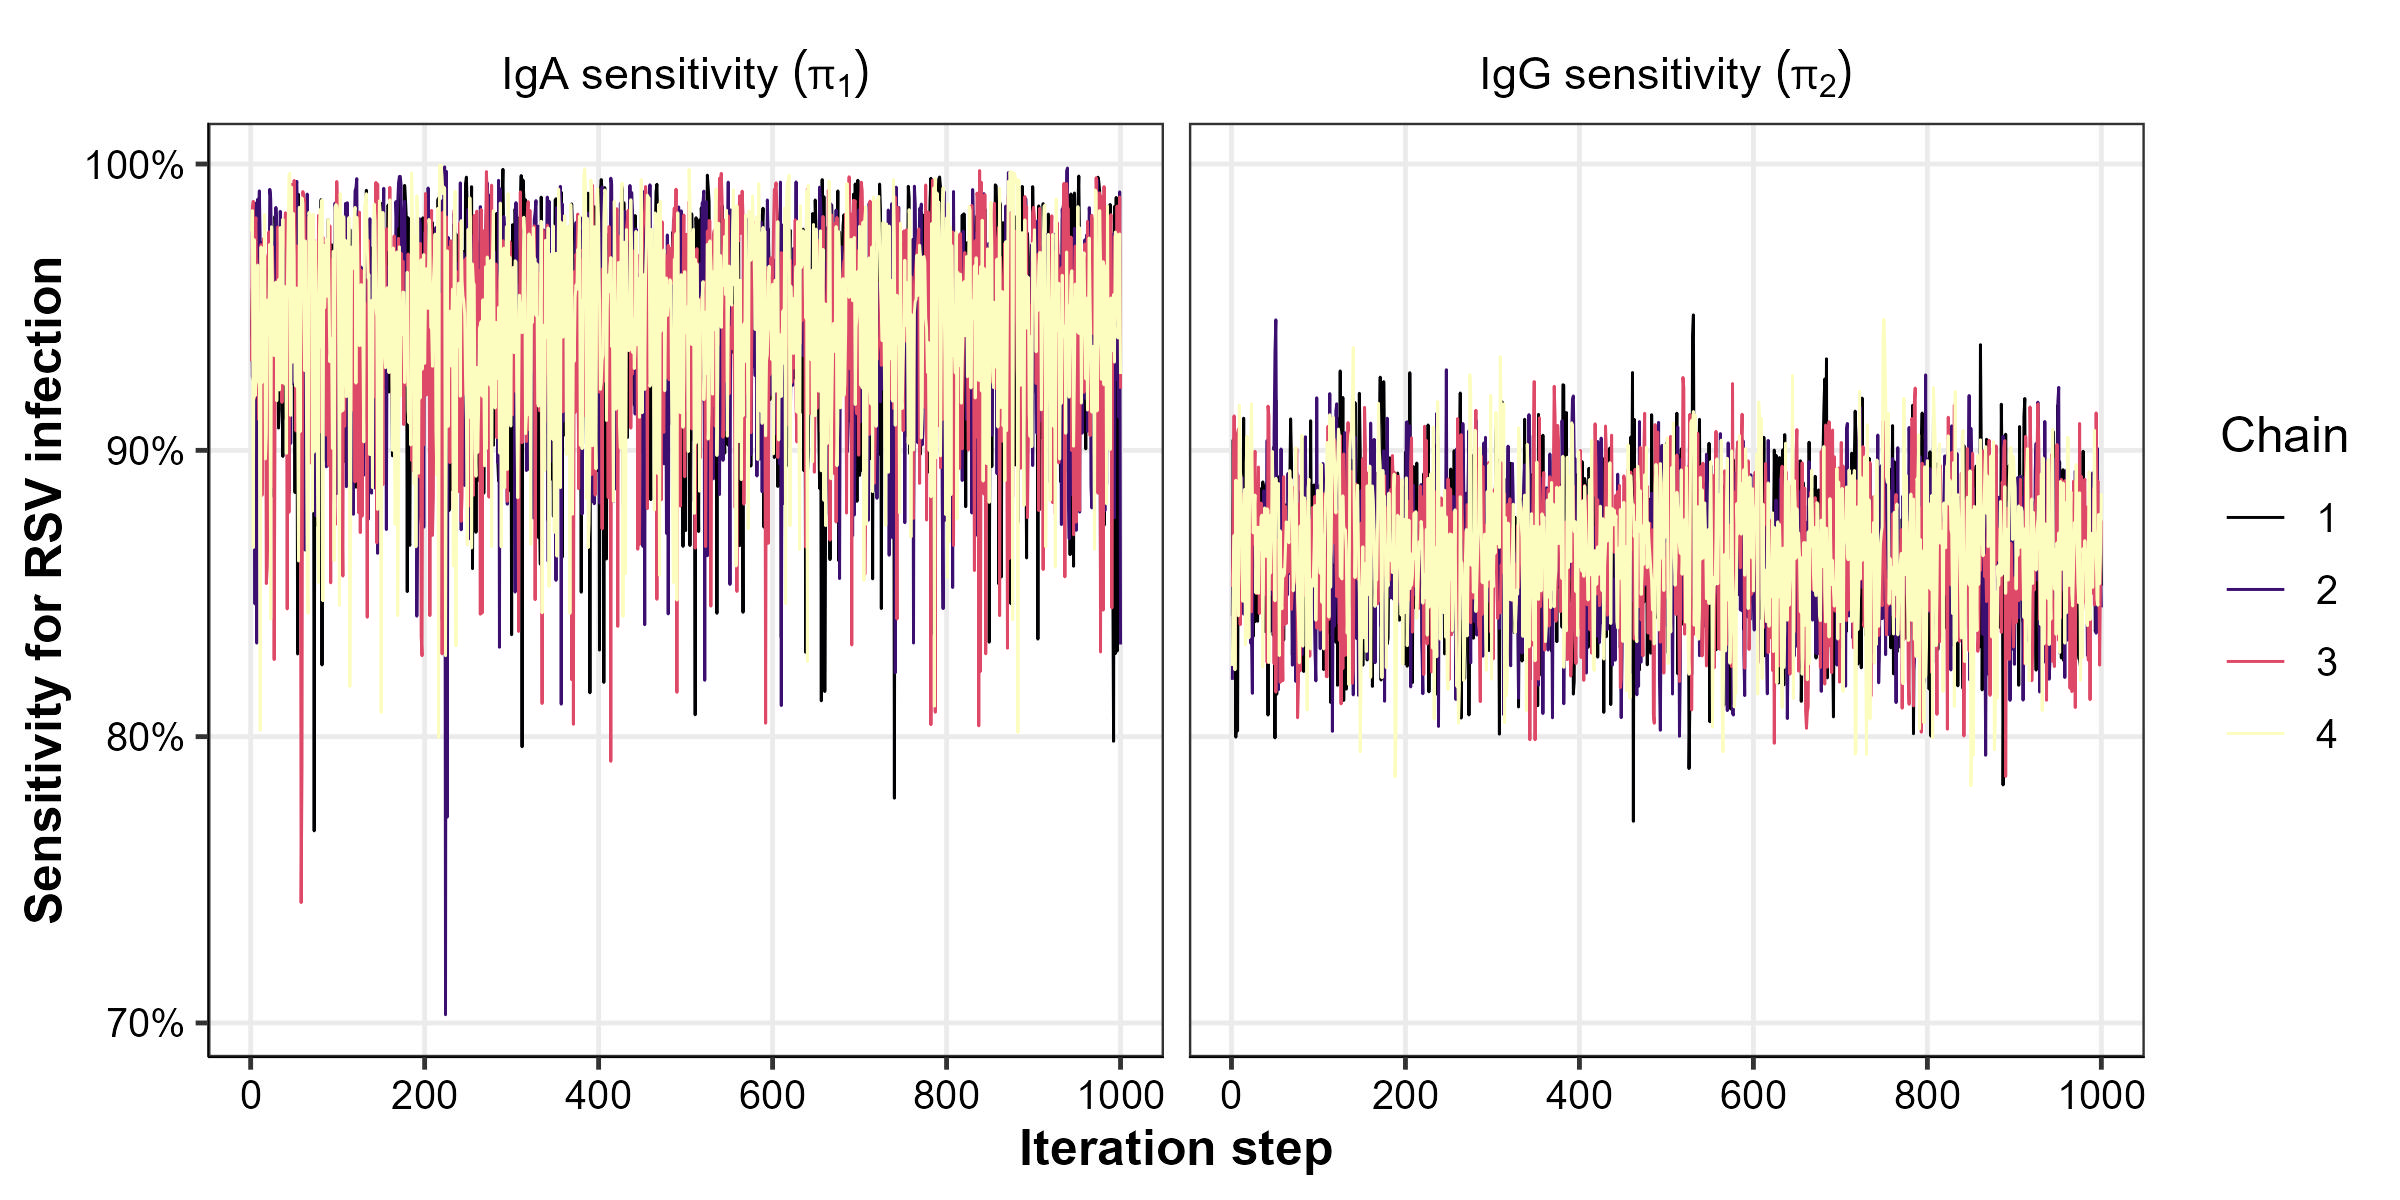 IgA sensitivity (π₁)
IgG sensitivity (π₂)
Sensitivity for RSV infection
100%
90%
80%
70%
0 200 400 600 800 1000
0 200 400 600 800 1000
Iteration step
Chain
1
2
3
4